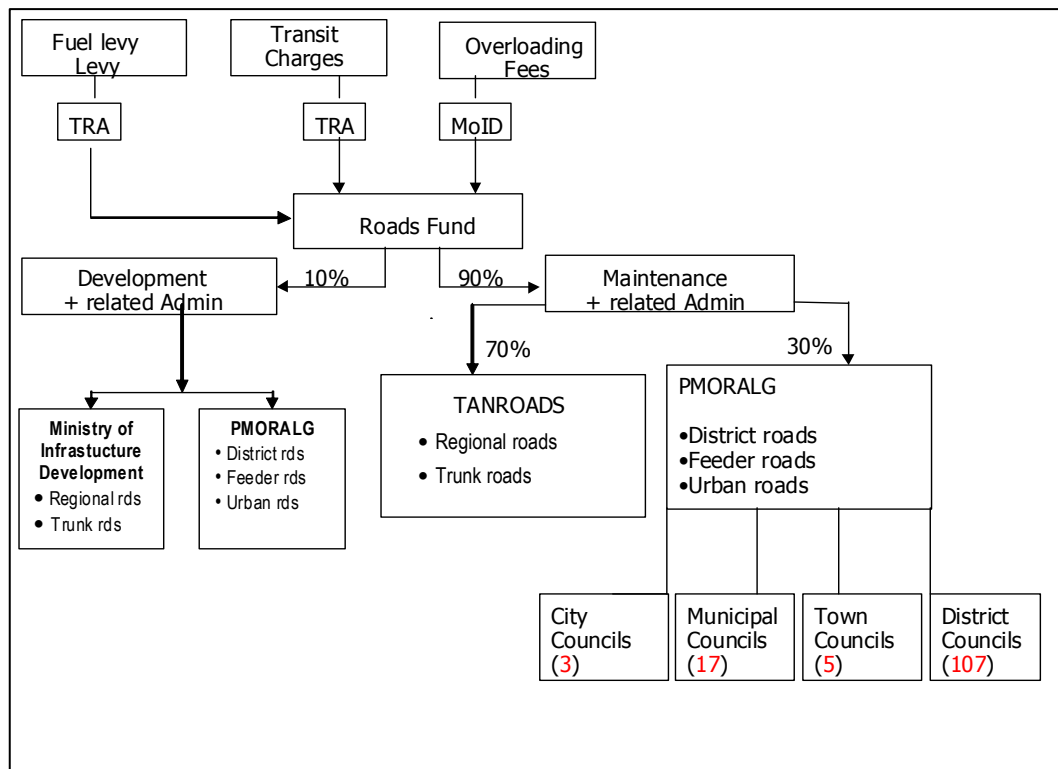 Fuel levy
Levy
Transit
Charges
Overloading
Fees
TRA
TRA
MoID
Roads Fund
Development
+ related Admin
10%
90%
Maintenance
+ related Admin
70%
30%
Ministry of
Infrastucture
Development
• Regional rds
• Trunk rds
PMORALG
• District rds
• Feeder rds
• Urban rds
TANROADS
• Regional roads
• Trunk roads
PMORALG
•District roads
•Feeder roads
•Urban roads
City
Councils
(3)
Municipal
Councils
(17)
Town
Councils
(5)
District
Councils
(107)